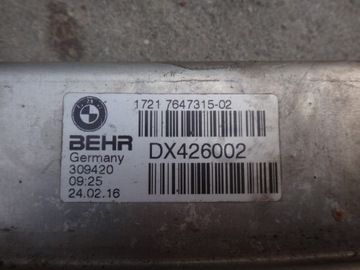 1721 7647315-02
BEHR
Germany
309420
09:25
24.02.16
DX426002